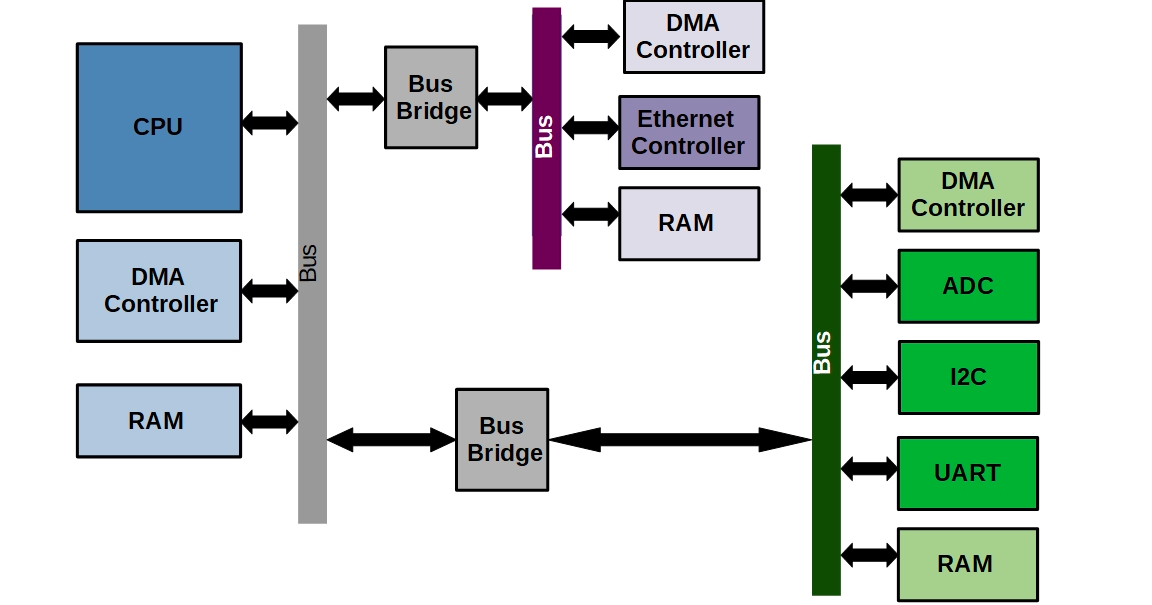 CPU
DMA
Controller
RAM
Bus
Bus
Bridge
Bus
Bridge
Bus
DMA
Controller
Ethernet
Controller
RAM
Bus
DMA
Controller
ADC
I2C
UART
RAM